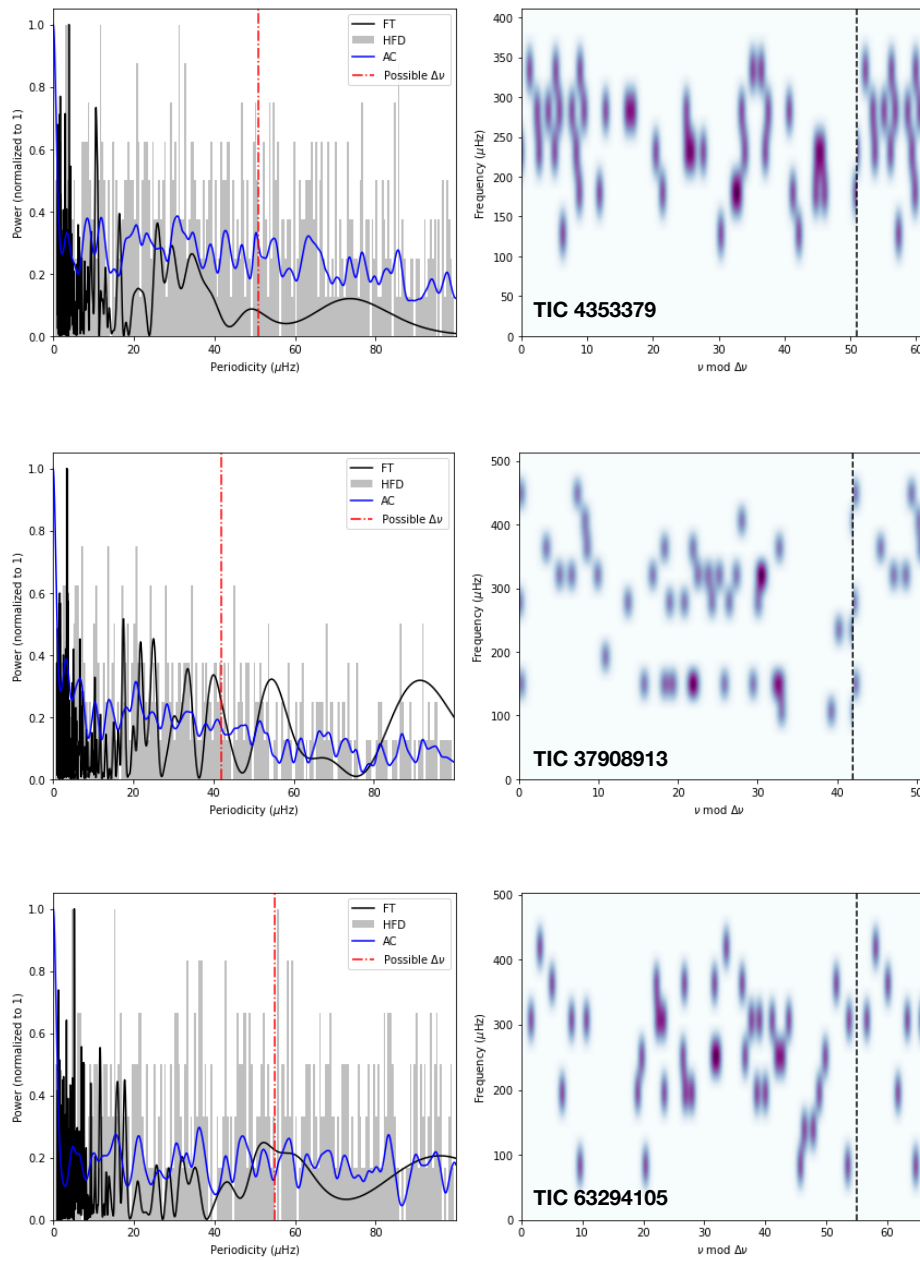 1.0
0.8
0.6
0.4
0.2
0.0
Power (normalized to 1)
0 20 40 60 80
Periodicity (μHz)
FT
HFD
AC
Possible Δν
400
350
300
250
200
150
100
50
0
Frequency (μHz)
0 10 20 30 40 50 60
ν mod Δν
TIC 4353379
1.0
0.8
0.6
0.4
0.2
0.0
Power (normalized to 1)
0 20 40 60 80
Periodicity (μHz)
FT
HFD
AC
Possible Δν
500
400
300
200
100
0
Frequency (μHz)
0 10 20 30 40 50
ν mod Δν
TIC 37908913
1.0
0.8
0.6
0.4
0.2
0.0
Power (normalized to 1)
0 20 40 60 80
Periodicity (μHz)
FT
HFD
AC
Possible Δν
500
400
300
200
100
0
Frequency (μHz)
0 10 20 30 40 50 60
ν mod Δν
TIC 63294105